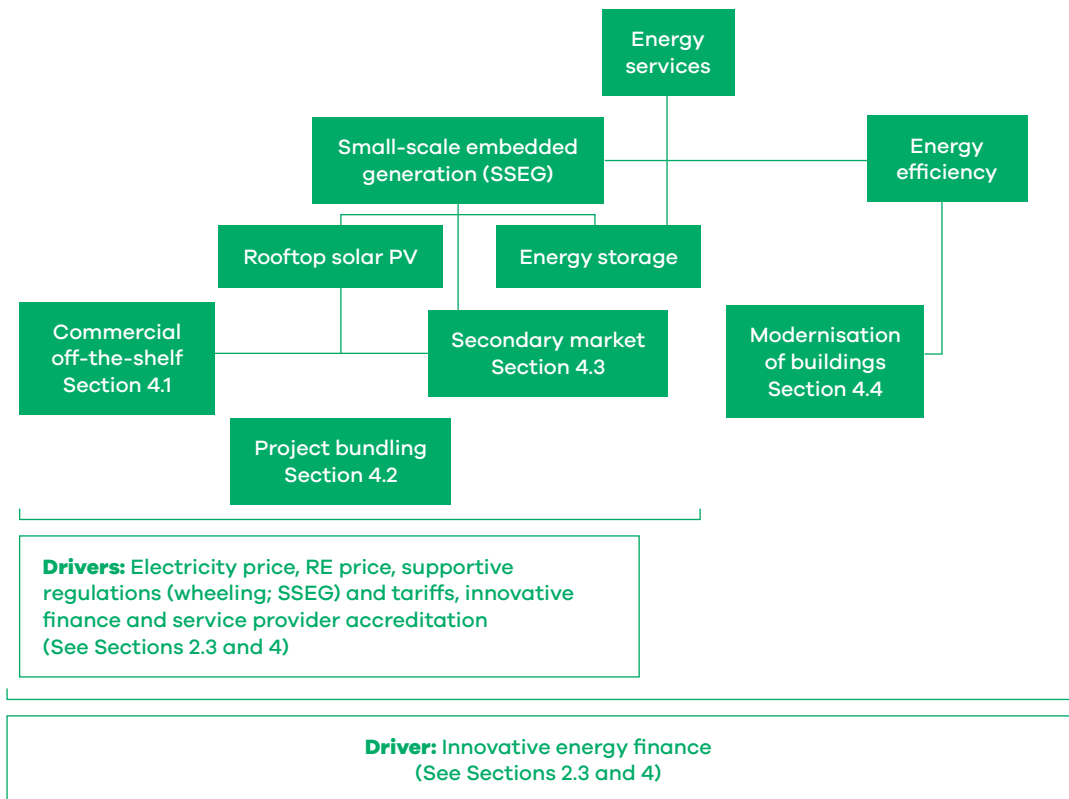 Energy
services
Small-scale embedded
generation (SSEG)
Energy
efficiency
Rooftop solar PV
Energy storage
Commercial
off-the-shelf
Section 4.1
Secondary market
Section 4.3
Modernisation
of buildings
Section 4.4
Project bundling
Section 4.2
Drivers: Electricity price, RE price, supportive
regulations (wheeling; SSEG) and tariffs, innovative
finance and service provider accreditation
(See Sections 2.3 and 4)
Driver: Innovative energy finance
(See Sections 2.3 and 4)